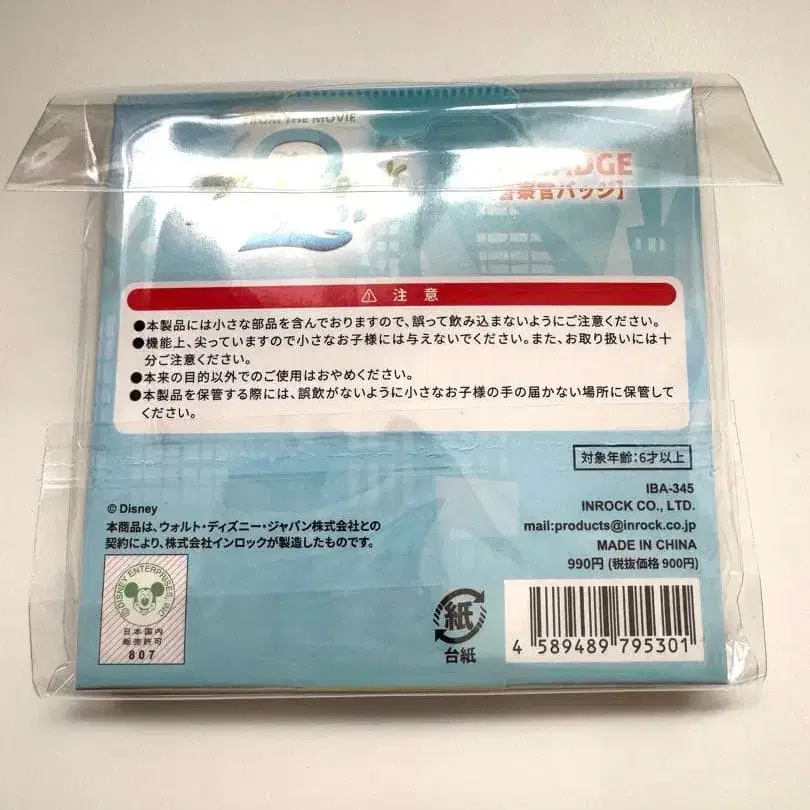 FROM THE MOVIE
2
BADGE
警察官バッジ】
⚠ 注 意
●本製品には小さな部品を含んでおりますので、誤って飲み込まないようにご注意ください。
●機能上、尖っていますので小さなお子様には与えないでください。また、お取り扱いには十
分ご注意ください。
●本来の目的以外でのご使用はおやめください。
●本製品を保管する際には、誤飲がないように小さなお子様の手の届かない場所に保管して
ください。
対象年齢:6才以上
© Disney
本商品は、ウォルト・ディズニー・ジャパン株式会社との
契約により、株式会社インロックが製造したものです。
IBA-345
INROCK CO., LTD.
mail:products@inrock.co.jp
MADE IN CHINA
990円 (税抜価格 900円)
© DISNEY ENTERPRISES, INC.
日本国内
販売許可
807
紙
台紙
4 589489 795301